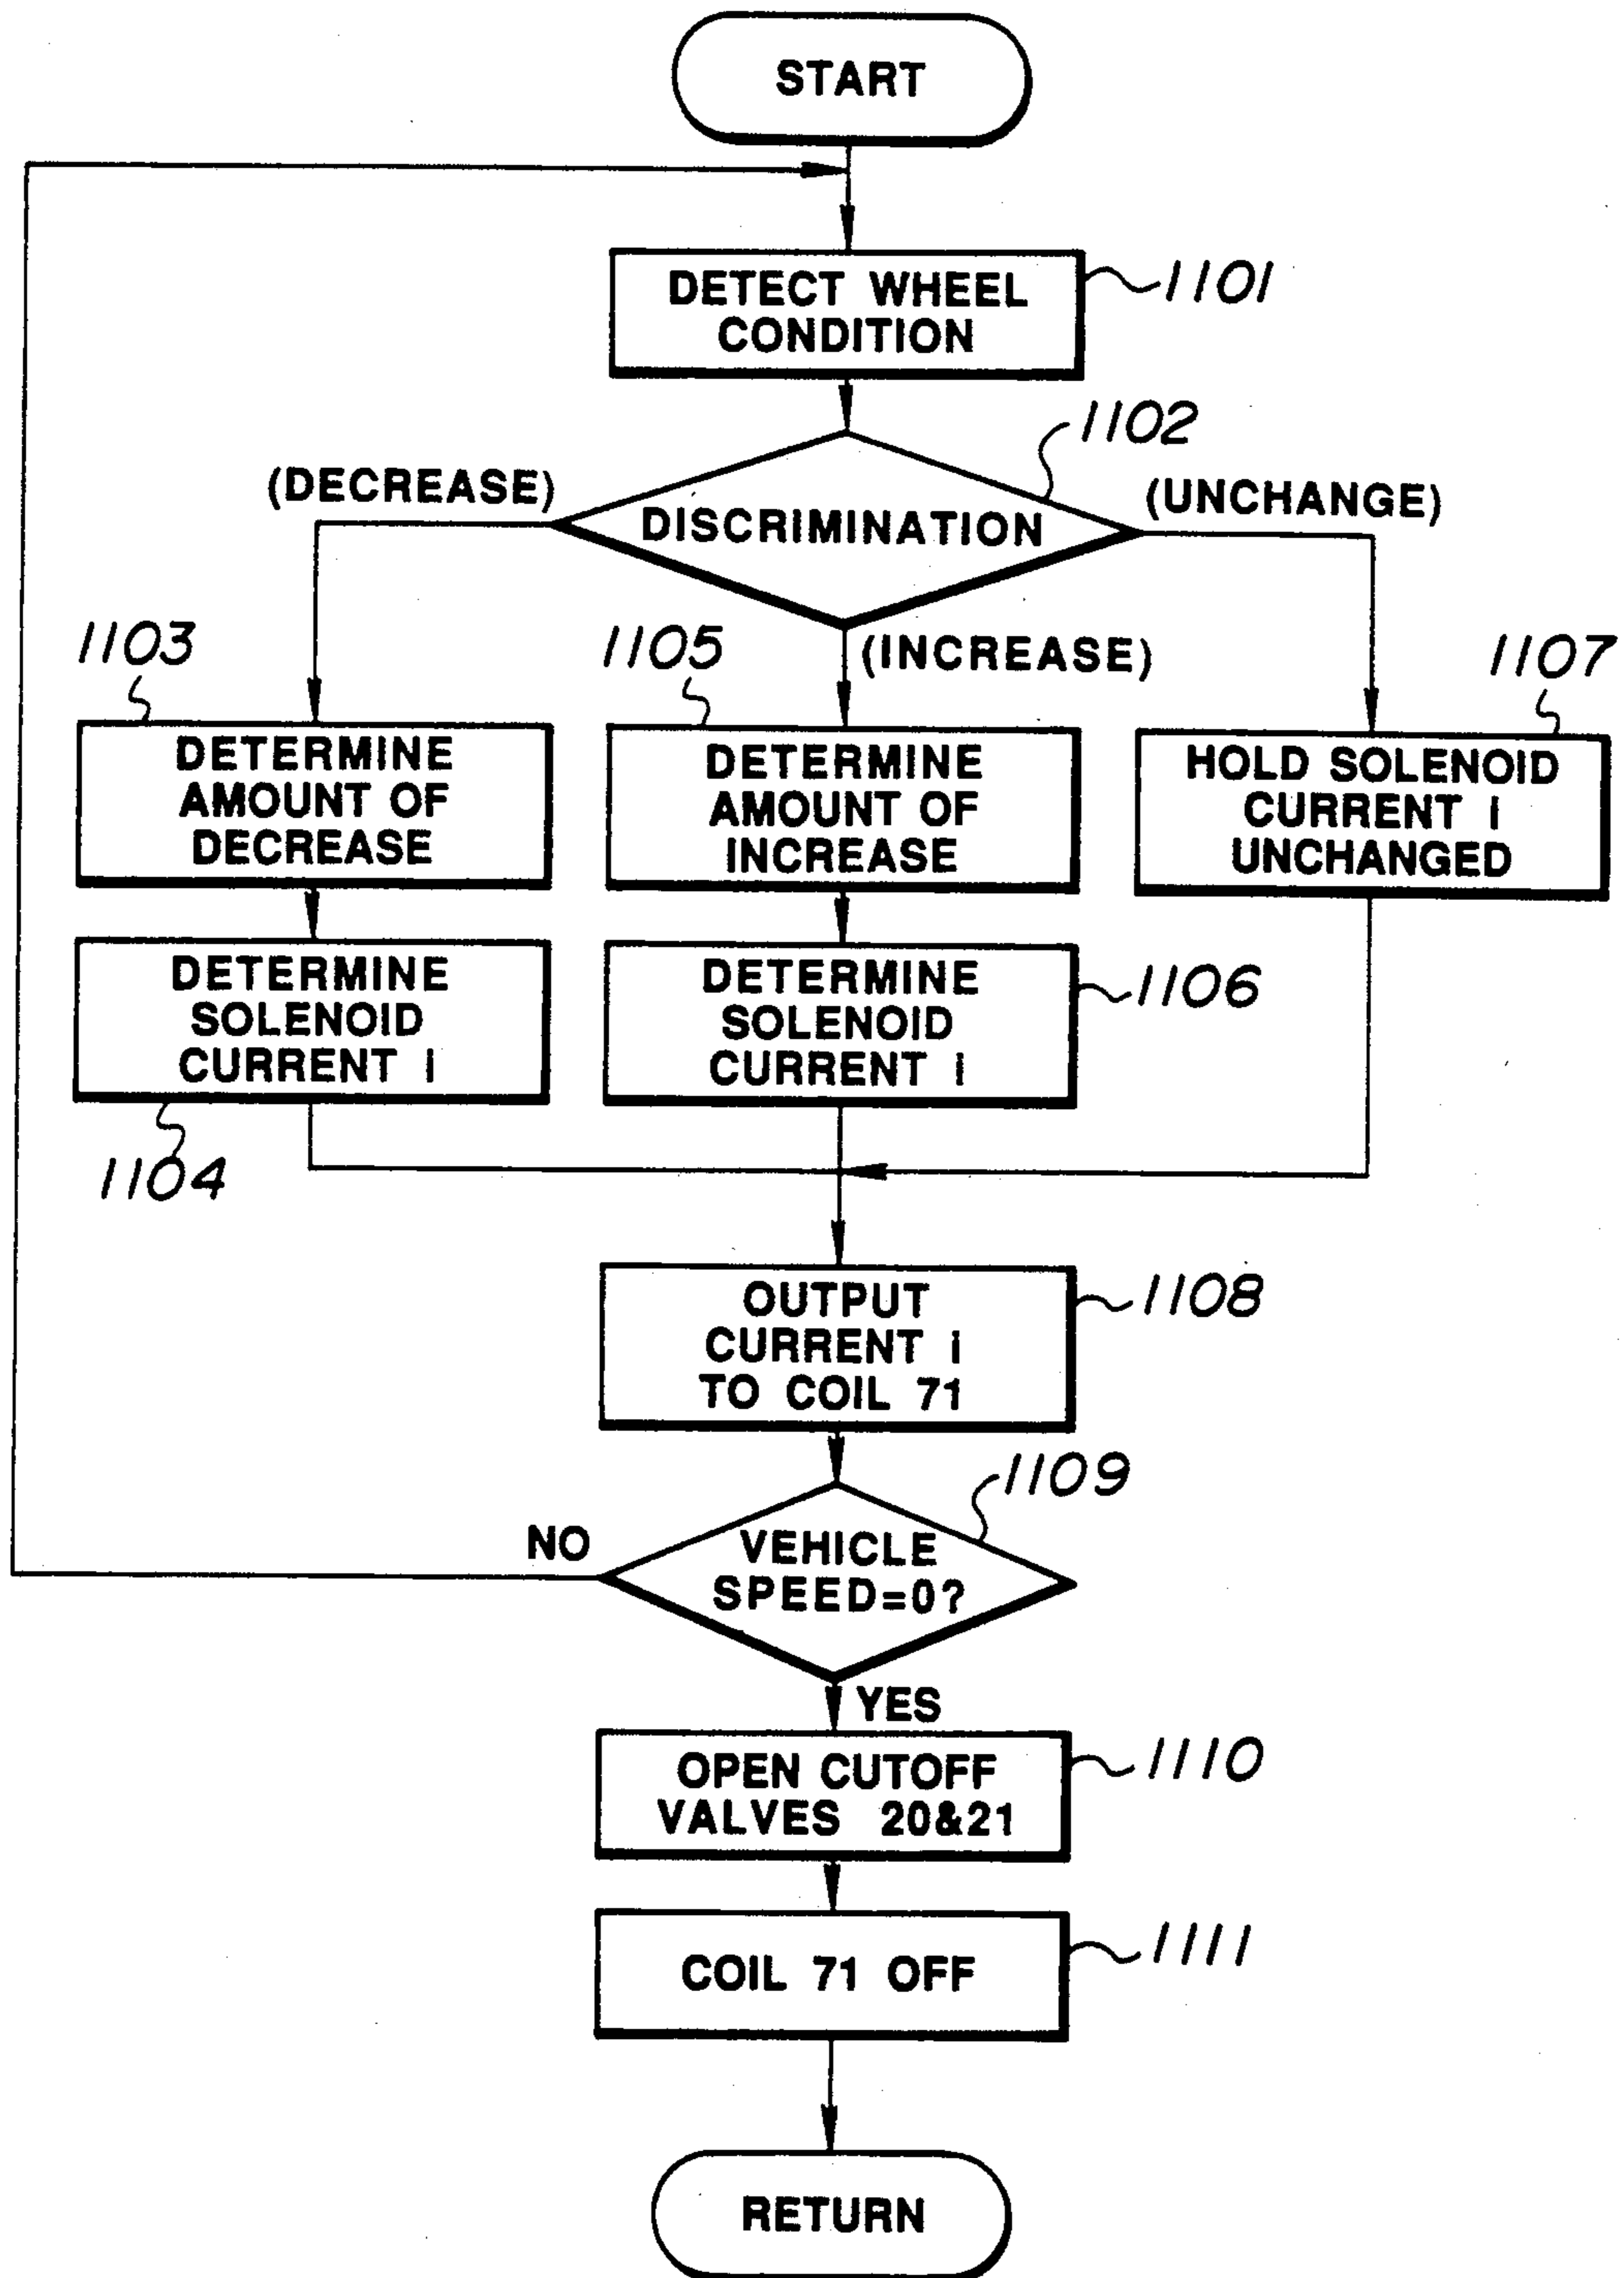 START
DETECT WHEEL
CONDITION
1101
1102
(DECREASE)
DISCRIMINATION
(UNCHANGE)
(INCREASE)
1103
DETERMINE
AMOUNT OF
DECREASE
1105
DETERMINE
AMOUNT OF
INCREASE
1107
HOLD SOLENOID
CURRENT i
UNCHANGED
DETERMINE
SOLENOID
CURRENT i
1104
DETERMINE
SOLENOID
CURRENT i
1106
OUTPUT
CURRENT i
TO COIL 71
1108
1109
VEHICLE
SPEED=0?
NO
YES
OPEN CUTOFF
VALVES 20&21
1110
COIL 71 OFF
1111
RETURN